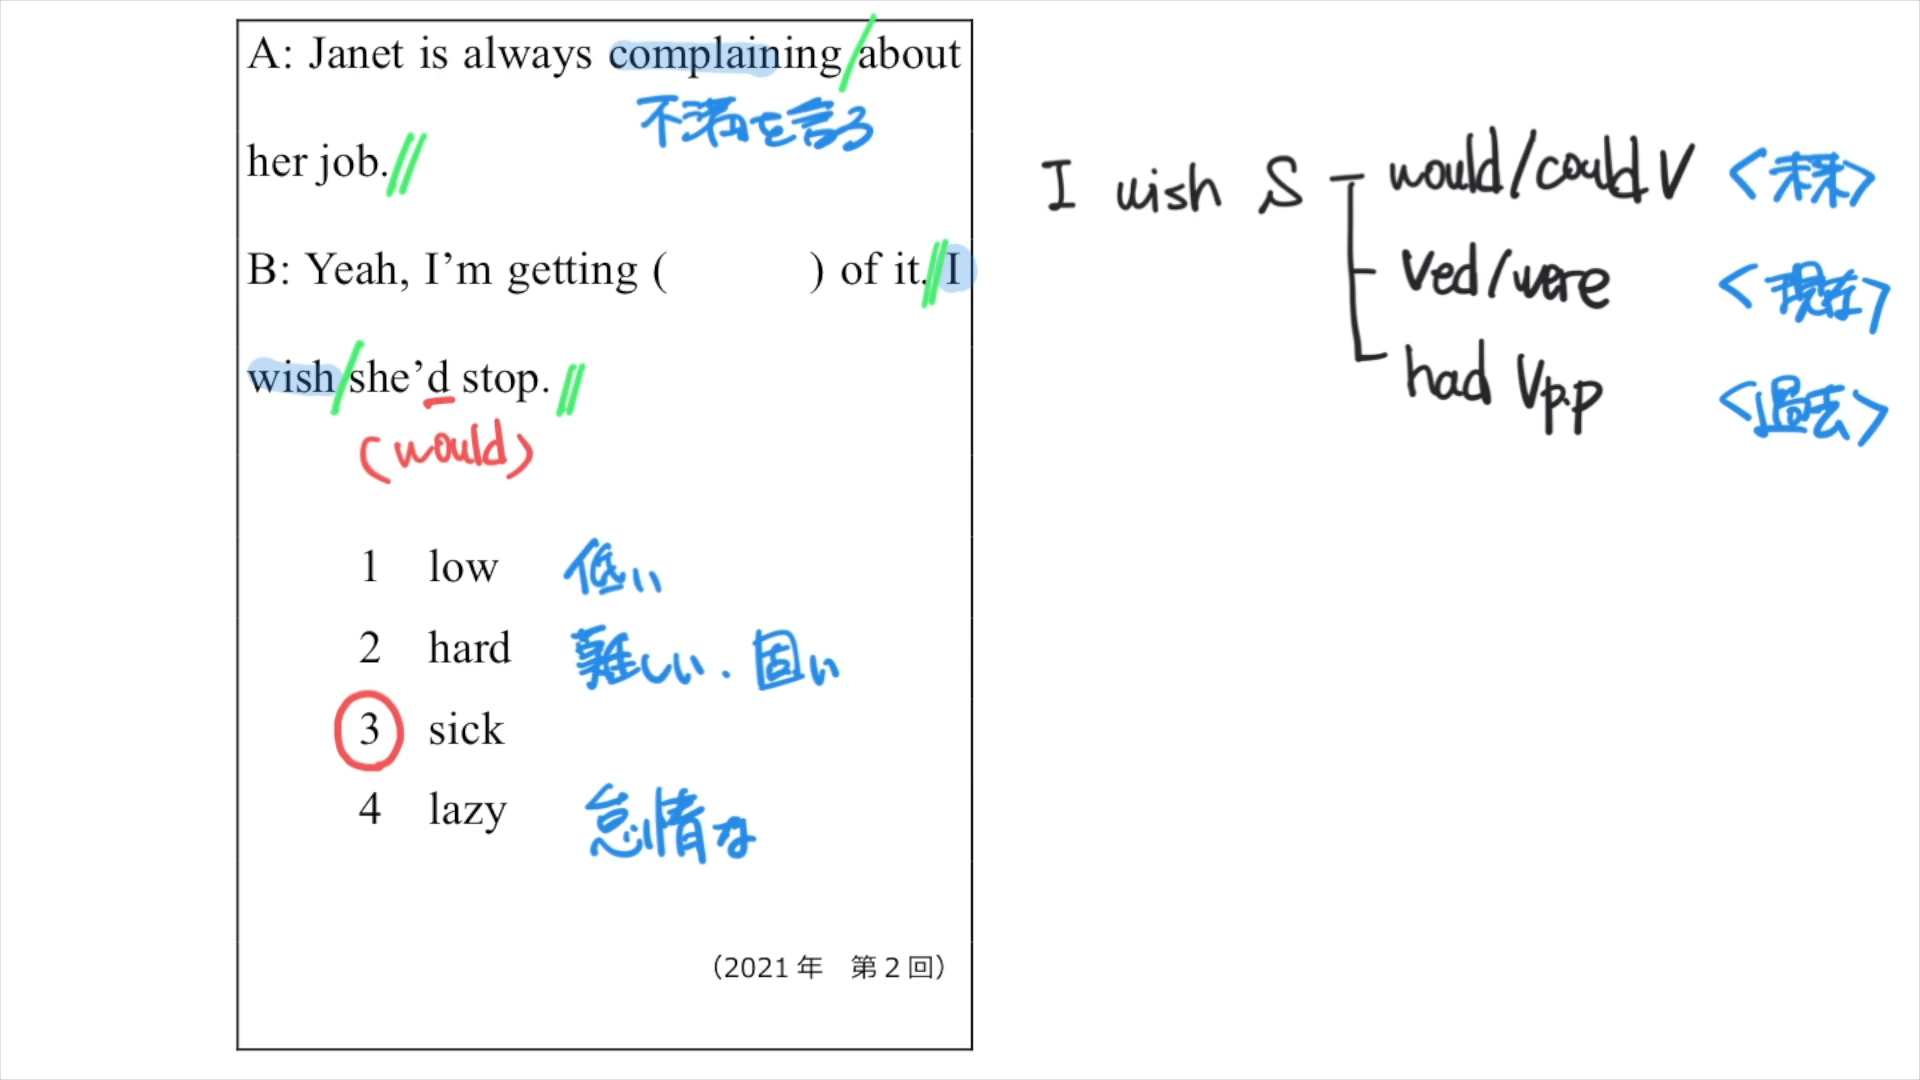 A: Janet is always complaining about
不満を言う
her job.
B: Yeah, I'm getting ( ) of it. I
wish she'd stop.
(would)
1 low 低い
2 hard 難しい・固い
3 sick
4 lazy 怠惰な
(2021年 第2回)
I wish S would/could V <未来>
Ved/were <現在>
had Vpp <過去>